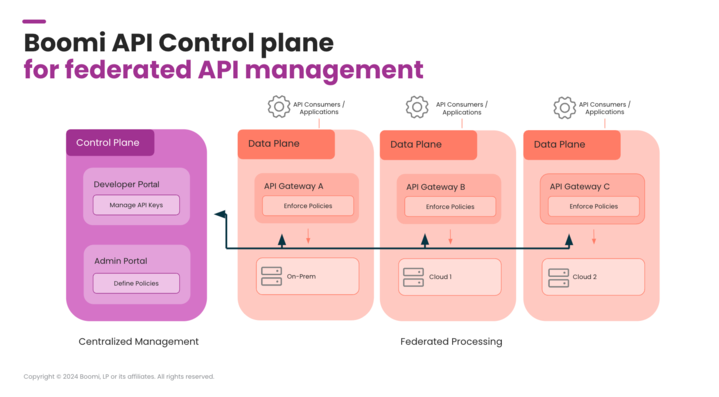 Boomi API Control plane
for federated API management
Control Plane
Developer Portal
Manage API Keys
Admin Portal
Define Policies
Centralized Management
API Consumers /
Applications
Data Plane
API Gateway A
Enforce Policies
On-Prem
API Consumers /
Applications
Data Plane
API Gateway B
Enforce Policies
Cloud 1
API Consumers /
Applications
Data Plane
API Gateway C
Enforce Policies
Cloud 2
Federated Processing
Copyright © 2024 Boomi, LP or its affiliates. All rights reserved.